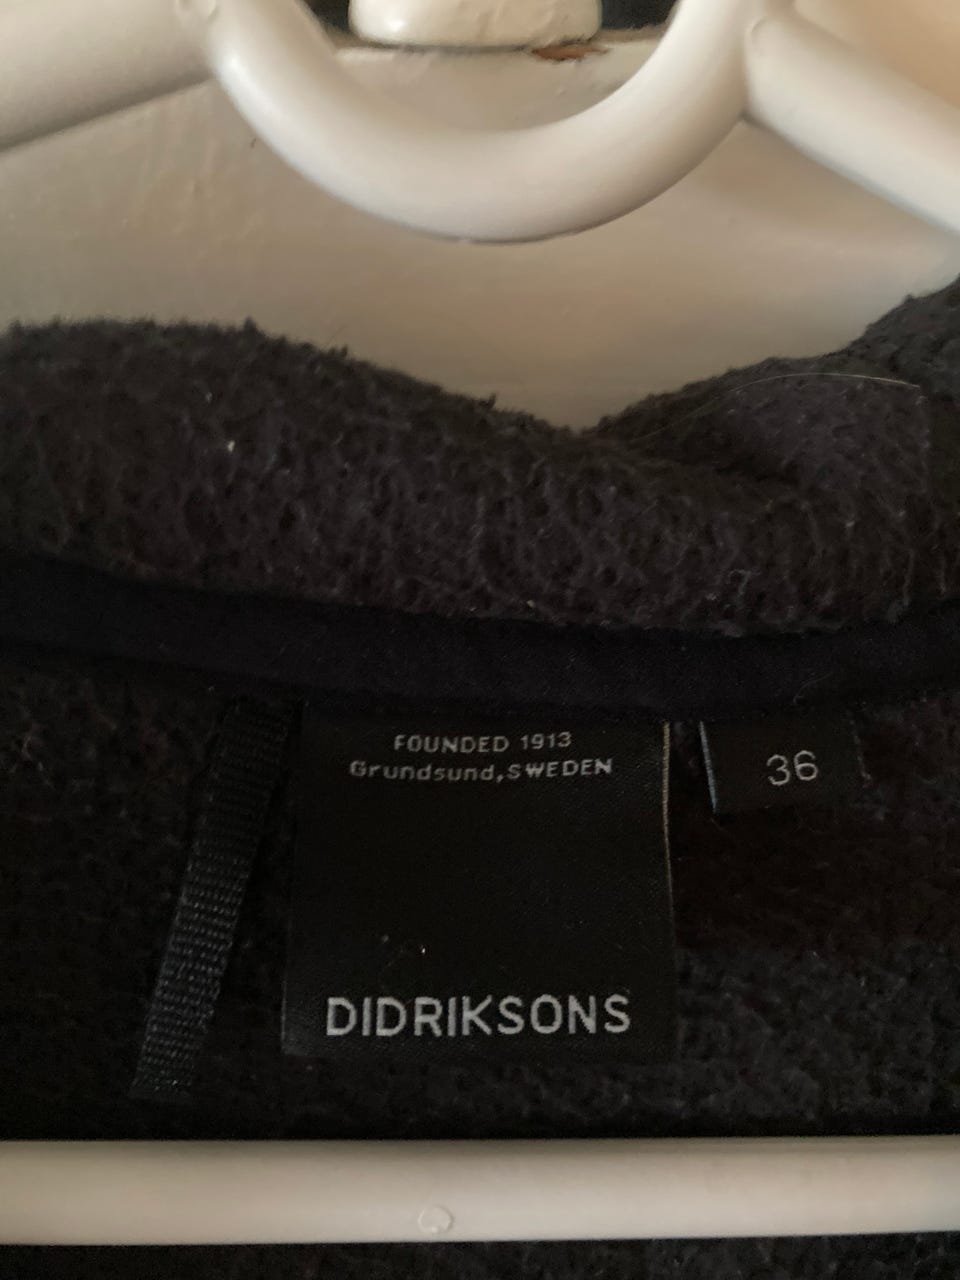 FOUNDED 1913
Grundsund, SWEDEN
36
DIDRIKSONS